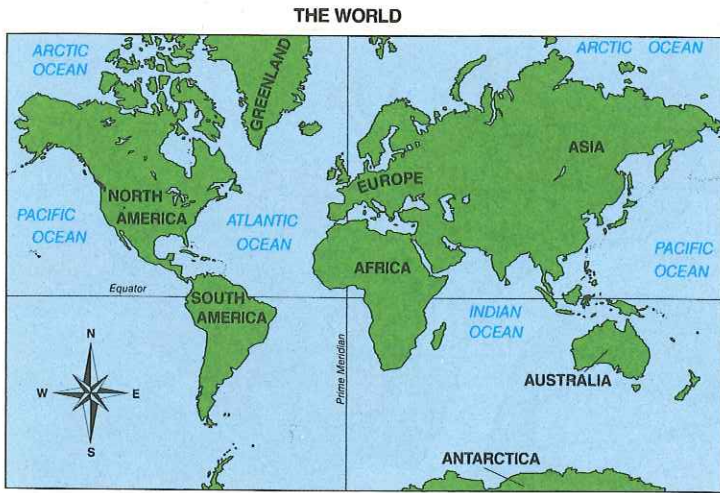 THE WORLD
ARCTIC
OCEAN
GREENLAND
ARCTIC OCEAN
ASIA
EUROPE
NORTH
AMERICA
PACIFIC
OCEAN
ATLANTIC
OCEAN
AFRICA
PACIFIC
OCEAN
Equator
SOUTH
AMERICA
INDIAN
OCEAN
N
W
E
S
Prime Meridian
AUSTRALIA
ANTARCTICA